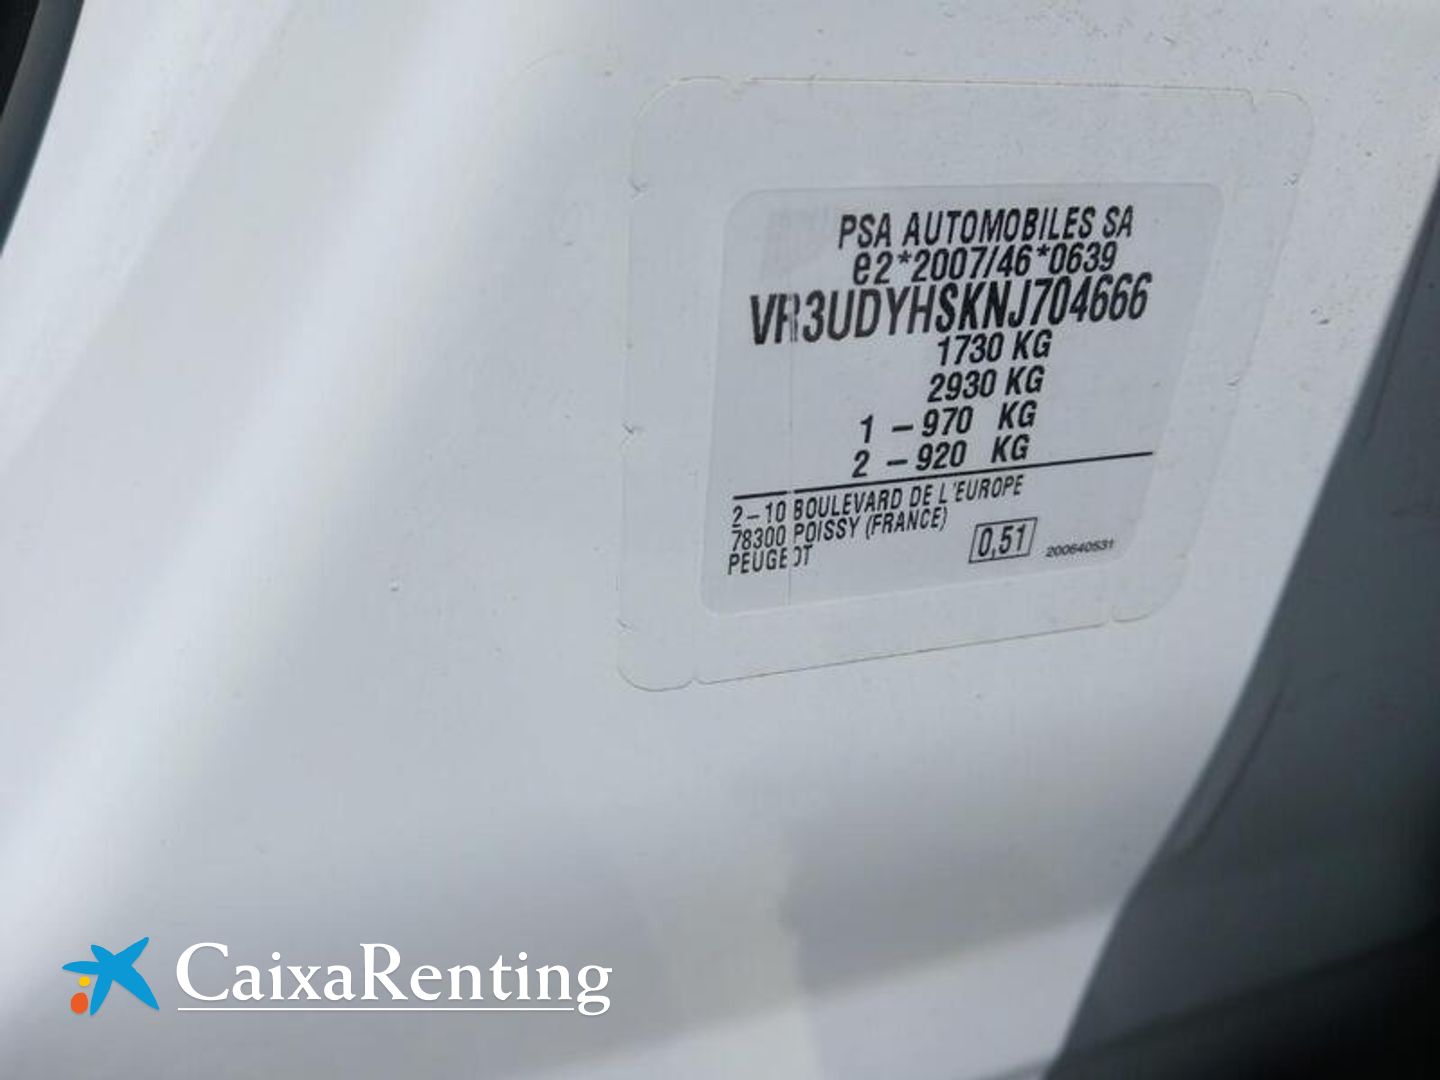 PSA AUTOMOBILES SA
e2*2007/46*0639
VR3UDYHSKNJ704666
1730 KG
2930 KG
1 - 970 KG
2 - 920 KG
2-10 BOULEVARD DE L'EUROPE
78300 POISSY (FRANCE)
PEUGEOT
0,51
200640531
CaixaRenting